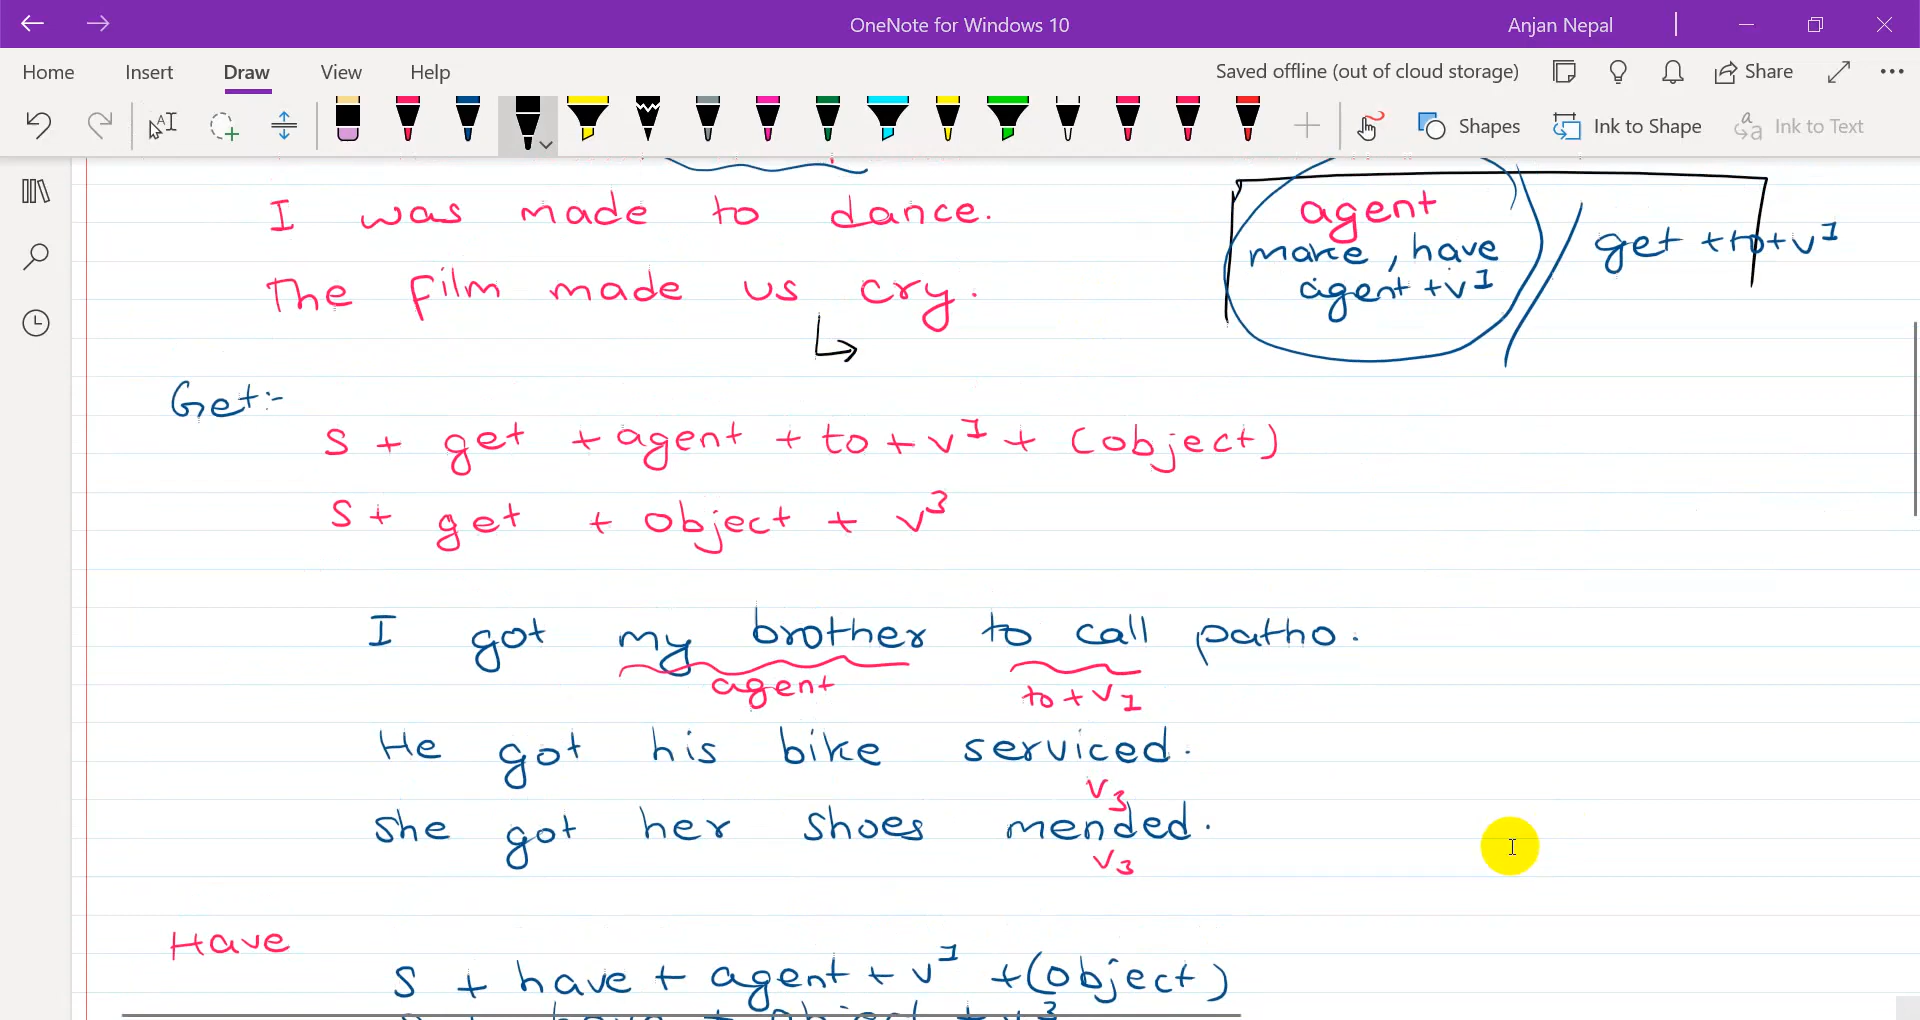 OneNote for Windows 10
Anjan Nepal
Home Insert Draw View Help
Saved offline (out of cloud storage)
Share
Shapes
Ink to Shape
Ink to Text
I was made to dance.
The film made us cry.
agent
make, have
agent + v1
get + to + v1
Get:-
S + get + agent + to + v1 + (object)
S + get + object + v3
I got my brother to call patho.
agent
to + v1
He got his bike serviced.
v3
she got her shoes mended.
v3
Have
S + have + agent + v1 + (object)
S + have + object + v3